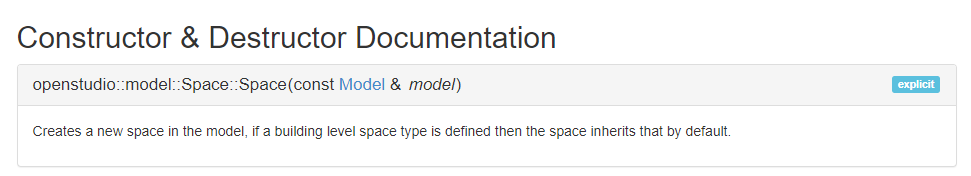 Constructor & Destructor Documentation
openstudio::model::Space::Space(const Model & model) explicit
Creates a new space in the model, if a building level space type is defined then the space inherits that by default.